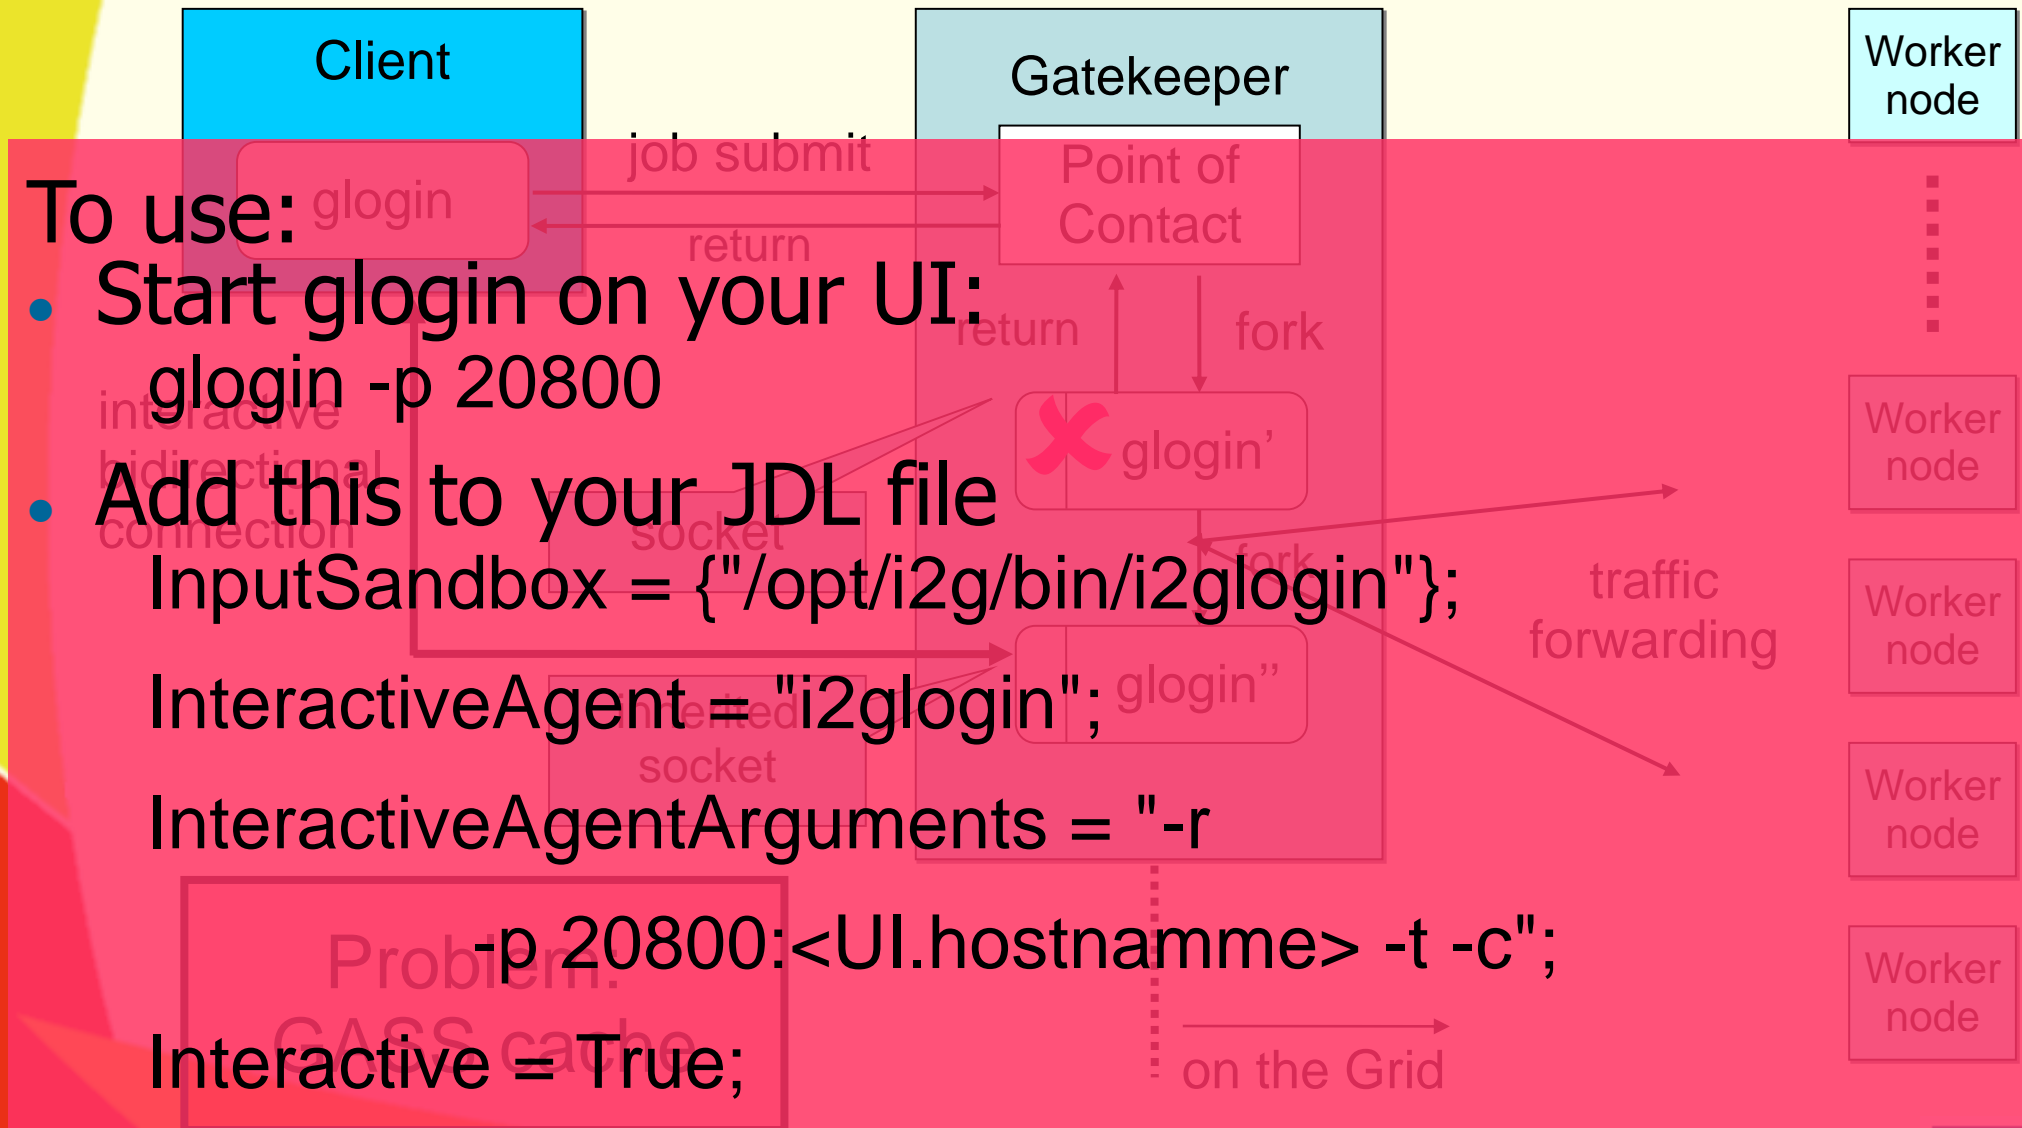 Client
Gatekeeper
Worker
node
job submit
Point of
Contact
glogin
return
To use:
• Start glogin on your UI:
glogin -p 20800
return
fork
interactive
bidirectional
connection
glogin’
Worker
node
• Add this to your JDL file
socket
fork
InputSandbox = {"/opt/i2g/bin/i2glogin"};
traffic
forwarding
Worker
node
InteractiveAgent = "i2glogin";
inherited
socket
glogin’’
Worker
node
InteractiveAgentArguments = "-r
-p 20800:<UI.hostnamme> -t -c";
Problem:
GASS cache
Worker
node
Interactive = True;
on the Grid